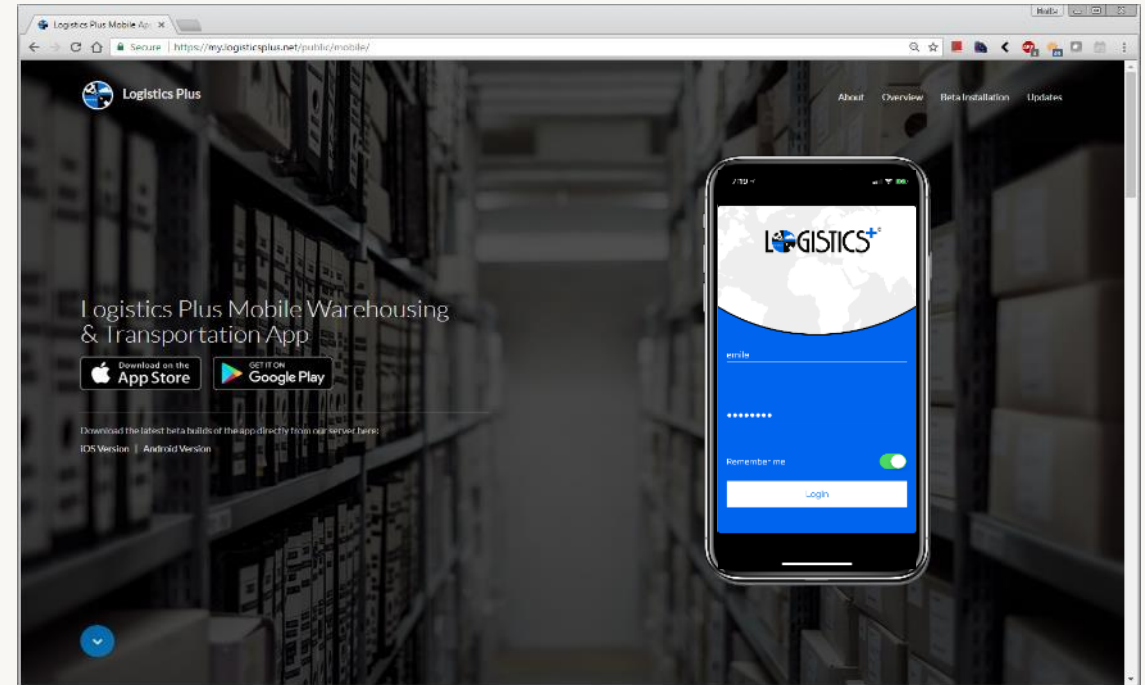 Logistics Plus Mobile Ap
Secure | https://my.logisticsplus.net/public/mobile/
Logistics Plus
About Overview Beta Installation Updates
7:19
LOGISTICS+
Logistics Plus Mobile Warehousing
& Transportation App
Download on the
App Store
GET IT ON
Google Play
Download the latest beta builds of the app directly from our server here:
iOS Version | Android Version
emile
Remember me
Login